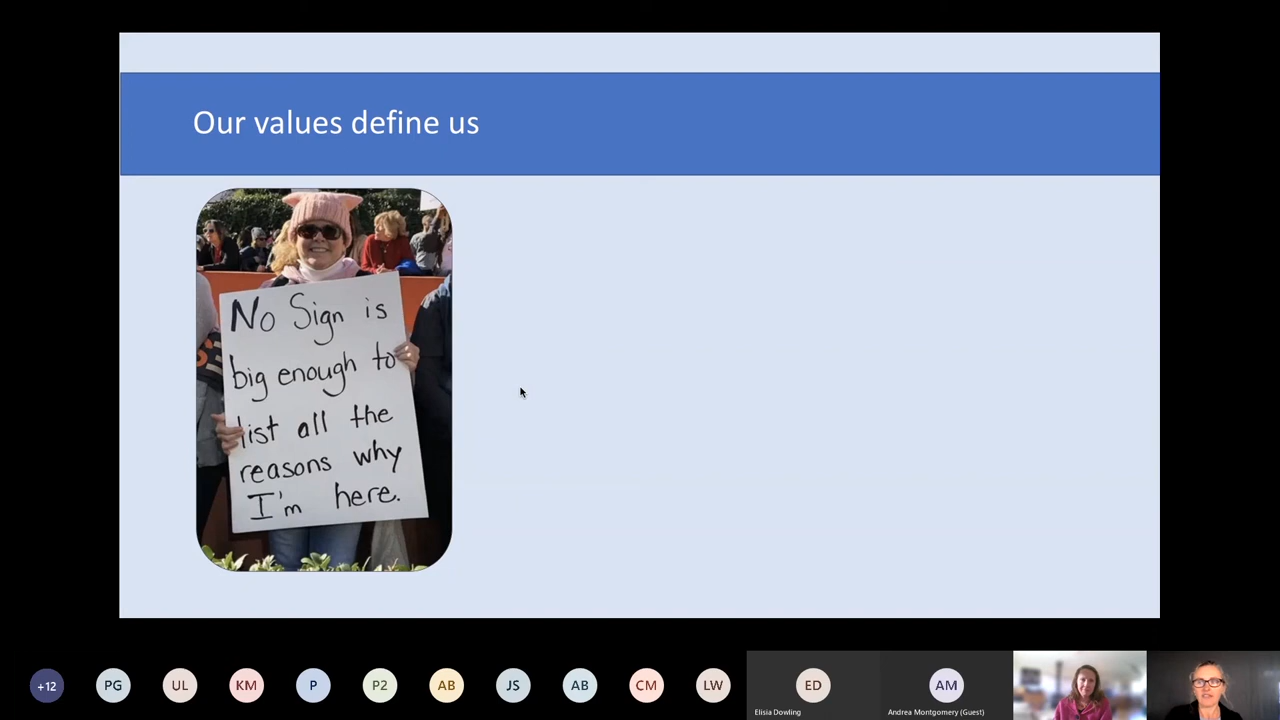 Our values define us
No Sign is
big enough to
list all the
reasons why
I'm here.
+12
PG
UL
KM
P
P2
AB
JS
AB
CM
LW
ED
AM
Elisia Dowling
Andrea Montgomery (Guest)